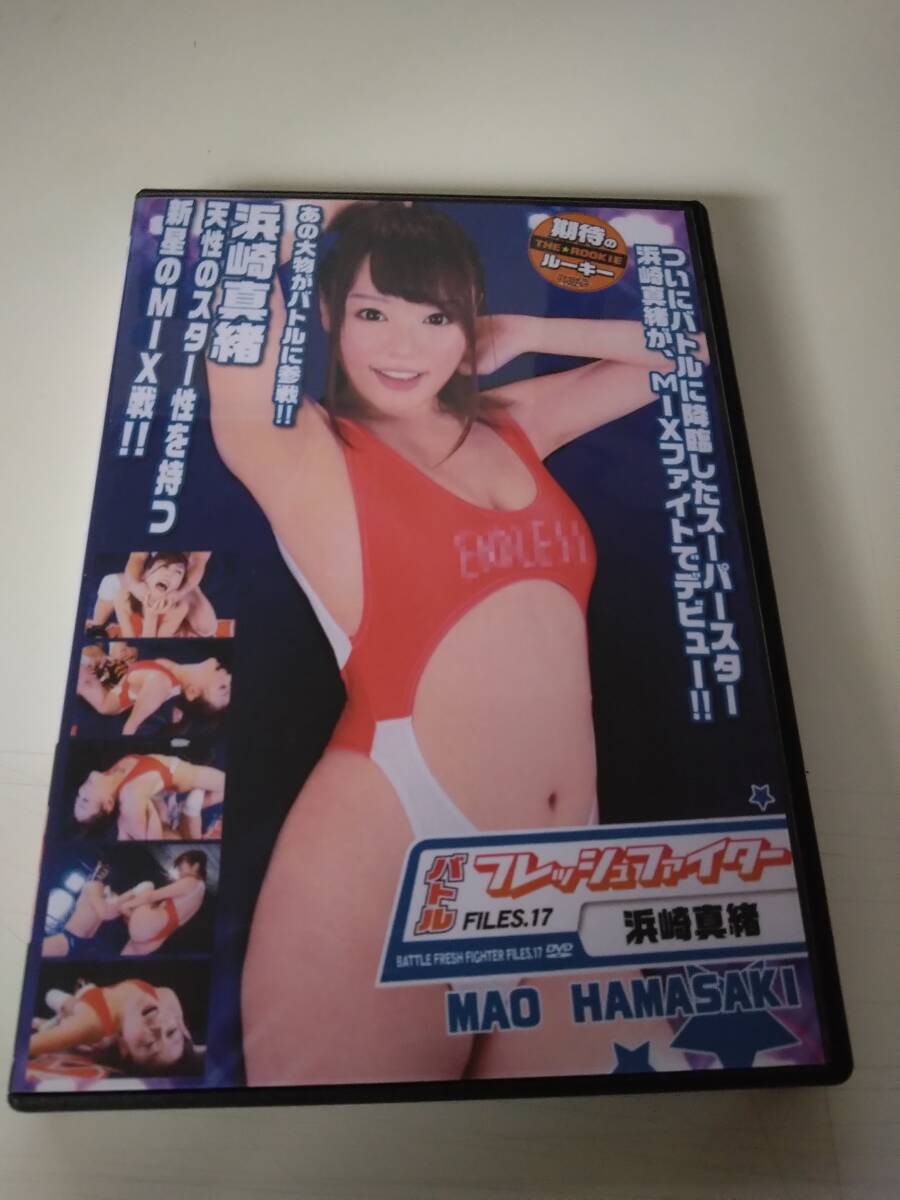 ついにバトルに降臨したスーパースター
浜崎真緒が、MIXファイトでデビュー!!
期待の
THE★ROOKIE
ルーキー
あの大物がバトルに参戦!!
浜崎真緒
天性のスター性を持つ
新星のMIX戦!!
ENDLESS
バトル
フレッシュファイター
FILES.17
浜崎真緒
BATTLE FRESH FIGHTER FILES.17 DVD
MAO HAMASAKI